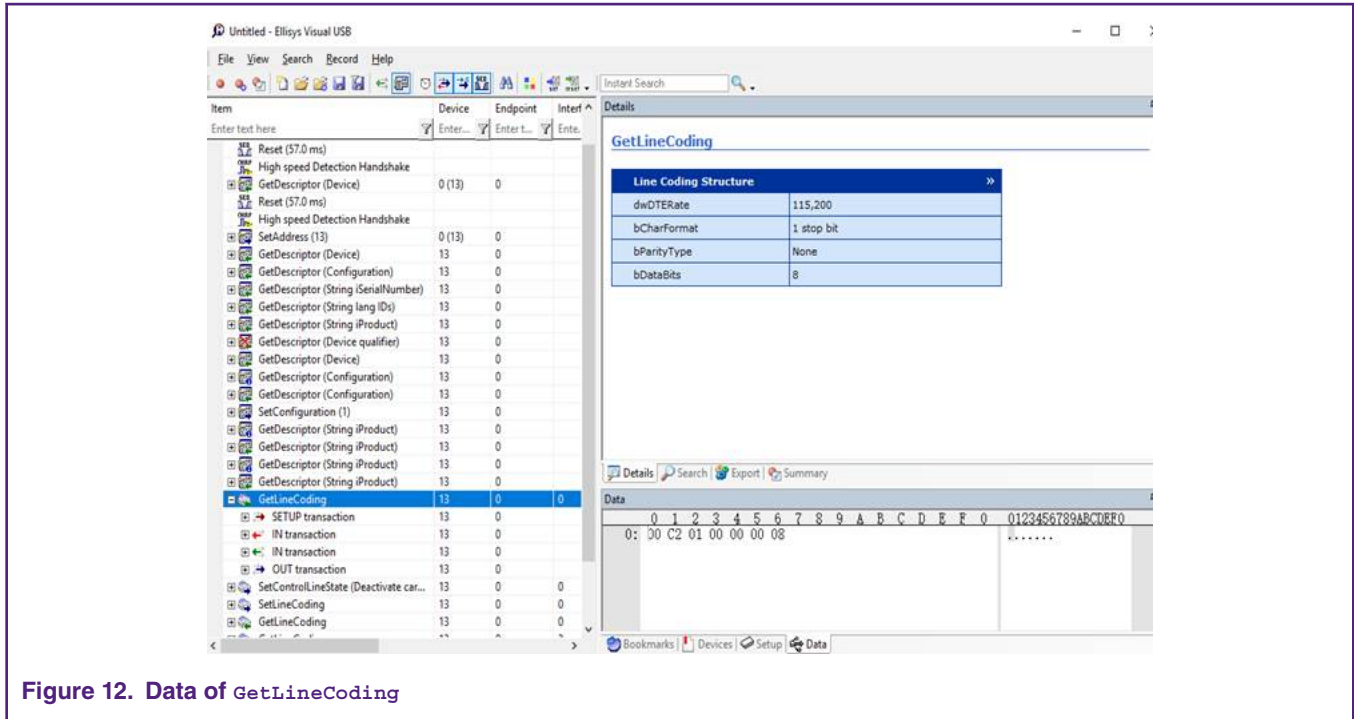 Untitled - Ellisys Visual USB
File View Search Record Help
Instant Search
Item Device Endpoint Interf
Enter text here Enter... Enter t... Ente.
Reset (57.0 ms)
High speed Detection Handshake
GetDescriptor (Device) 0 (13) 0
Reset (57.0 ms)
High speed Detection Handshake
SetAddress (13) 0 (13) 0
GetDescriptor (Device) 13 0
GetDescriptor (Configuration) 13 0
GetDescriptor (String iSerialNumber) 13 0
GetDescriptor (String lang IDs) 13 0
GetDescriptor (String iProduct) 13 0
GetDescriptor (Device qualifier) 13 0
GetDescriptor (Device) 13 0
GetDescriptor (Configuration) 13 0
GetDescriptor (Configuration) 13 0
SetConfiguration (1) 13 0
GetDescriptor (String iProduct) 13 0
GetDescriptor (String iProduct) 13 0
GetDescriptor (String iProduct) 13 0
GetDescriptor (String iProduct) 13 0
GetLineCoding 13 0 0
SETUP transaction 13 0
IN transaction 13 0
IN transaction 13 0
OUT transaction 13 0
SetControlLineState (Deactivate car... 13 0 0
SetLineCoding 13 0 0
GetLineCoding 13 0 0
Details
GetLineCoding
Line Coding Structure »
dwDTERate 115,200
bCharFormat 1 stop bit
bParityType None
bDataBits 8
Details Search Export Summary
Data
0 1 2 3 4 5 6 7 8 9 A B C D E F 0 0123456789ABCDEF0
0: 00 C2 01 00 00 00 08 .......
Bookmarks Devices Setup Data
Figure 12. Data of GetLineCoding